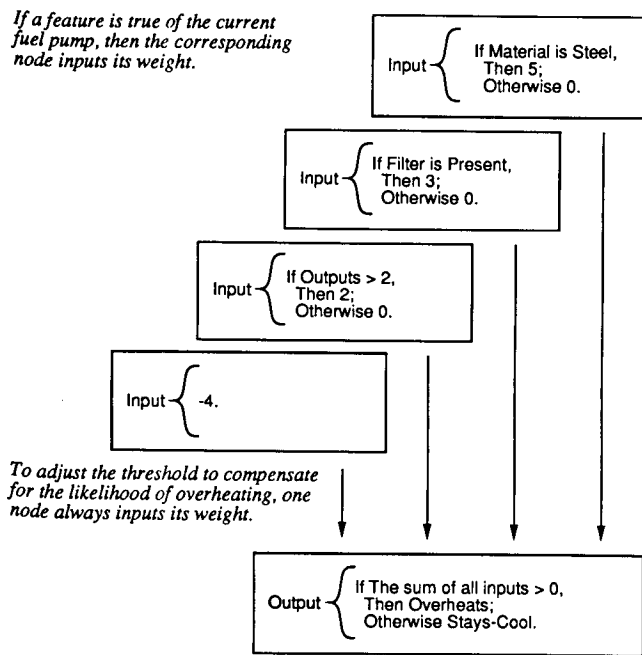 If a feature is true of the current
fuel pump, then the corresponding
node inputs its weight.
Input
If Material is Steel,
Then 5;
Otherwise 0.
Input
If Filter is Present,
Then 3;
Otherwise 0.
Input
If Outputs > 2,
Then 2;
Otherwise 0.
Input
-4.
To adjust the threshold to compensate
for the likelihood of overheating, one
node always inputs its weight.
Output
If The sum of all inputs > 0,
Then Overheats;
Otherwise Stays-Cool.